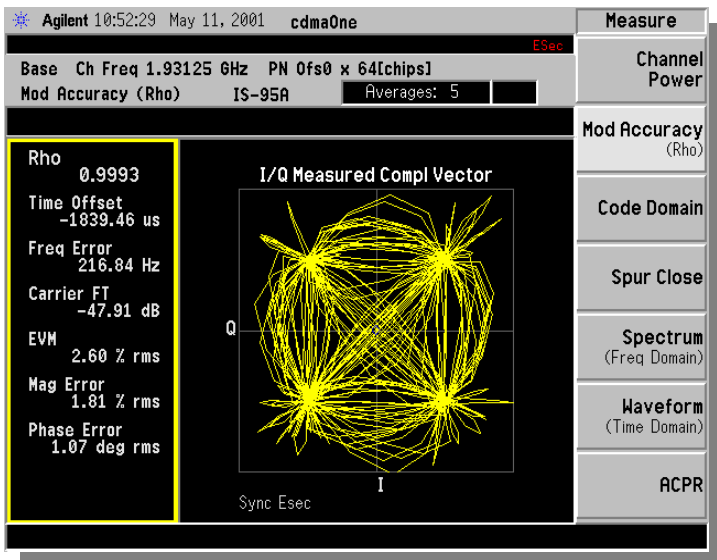 Agilent 10:52:29 May 11, 2001 cdmaOne
Measure
ESec
Base Ch Freq 1.93125 GHz PN Ofs0 x 64[chips]
Mod Accuracy (Rho) IS-95A Averages: 5
Channel Power
Mod Accuracy
(Rho)
Code Domain
Spur Close
Spectrum
(Freq Domain)
Waveform
(Time Domain)
ACPR
Rho
0.9993
Time Offset
-1839.46 us
Freq Error
216.84 Hz
Carrier FT
-47.91 dB
EVM
2.60 % rms
Mag Error
1.81 % rms
Phase Error
1.07 deg rms
I/Q Measured Compl Vector
Q
I
Sync Esec